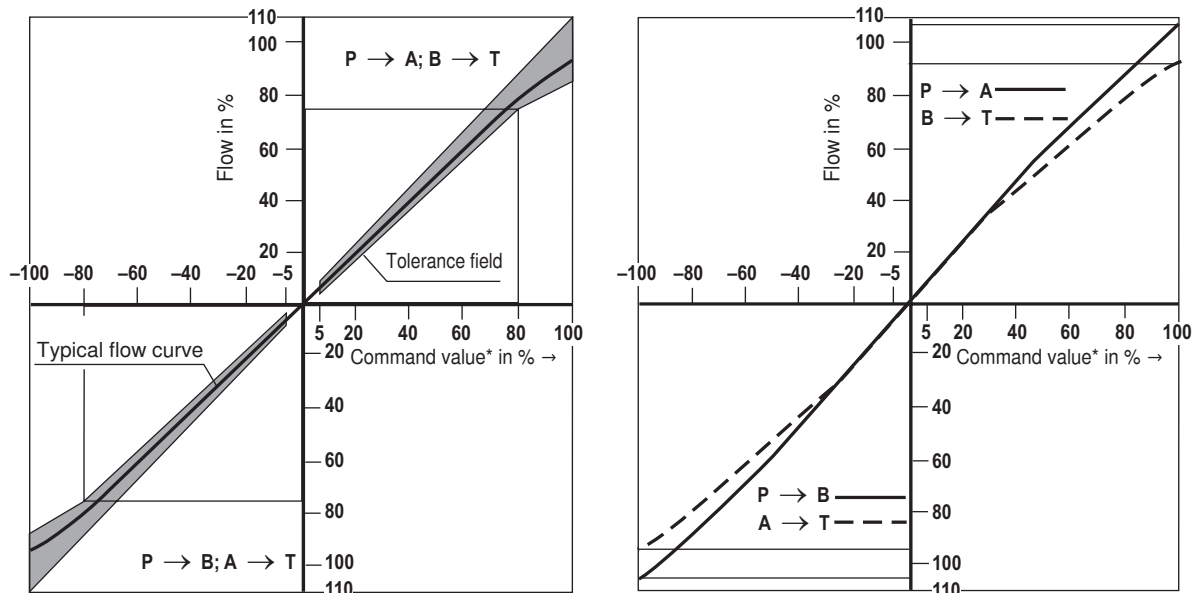 110
100
80
60
40
20
Flow in %
P → A; B → T
Tolerance field
–100 –80 –60 –40 –20 –5
5 20 40 60 80 100
Command value* in % →
Typical flow curve
20
40
60
80
100
110
P → B; A → T
110
100
80
60
40
20
Flow in %
P → A
B → T
–100 –80 –60 –40 –20 –5
5 20 40 60 80 100
Command value* in % →
20
40
60
80
100
110
P → B
A → T